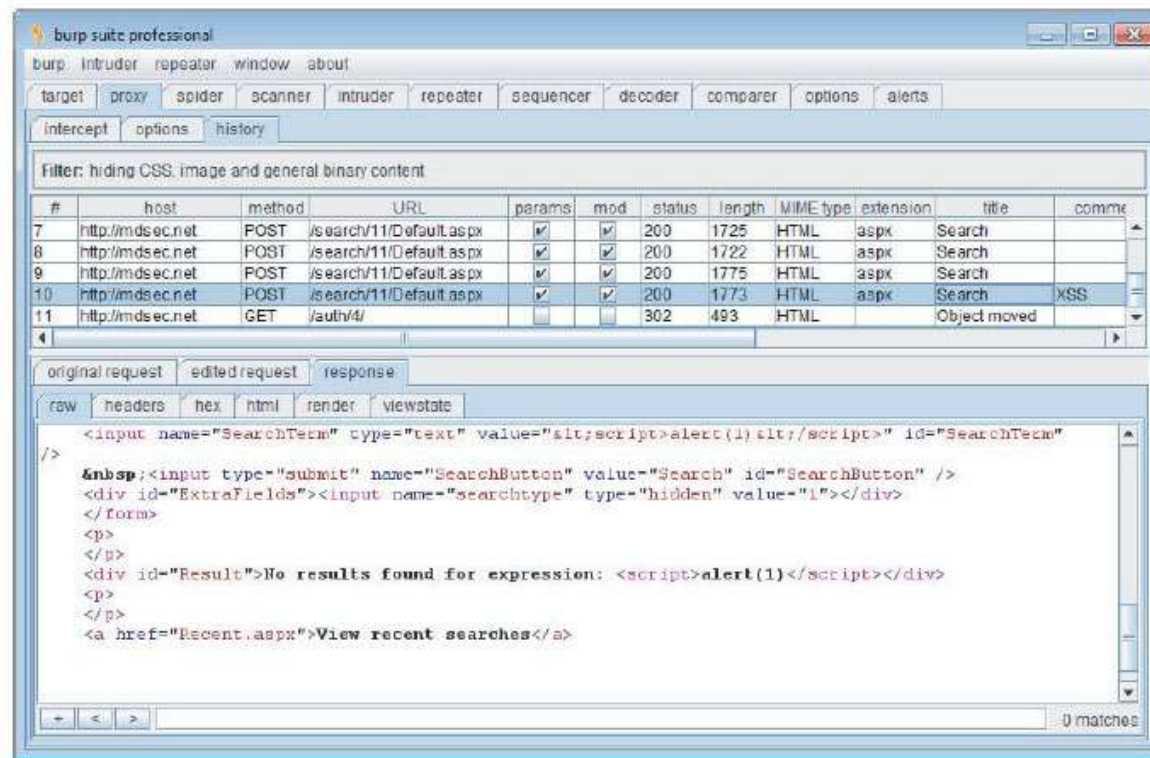 burp suite professional
burp intruder repeater window about
target proxy spider scanner intruder repeater sequencer decoder comparer options alerts
intercept options history
Filter: hiding CSS, image and general binary content
# host method URL params mod status length MIME type extension title comme
7 http://mdsec.net POST /search/11/Default.aspx 200 1725 HTML aspx Search
8 http://mdsec.net POST /search/11/Default.aspx 200 1722 HTML aspx Search
9 http://mdsec.net POST /search/11/Default.aspx 200 1775 HTML aspx Search
10 http://mdsec.net POST /search/11/Default.aspx 200 1773 HTML aspx Search XSS
11 http://mdsec.net GET /auth/4/ 302 493 HTML Object moved
original request edited request response
raw headers hex html render viewstate
<input name="SearchTerm" type="text" value="&lt;script>alert(1)&lt;/script>" id="SearchTerm"
/>
&nbsp;<input type="submit" name="SearchButton" value="Search" id="SearchButton" />
<div id="ExtraFields"><input name="searchtype" type="hidden" value="1"></div>
</form>
<p>
</p>
<div id="Result">No results found for expression: <script>alert(1)</script></div>
<p>
</p>
<a href="Recent.aspx">View recent searches</a>
+ < > 0 matches